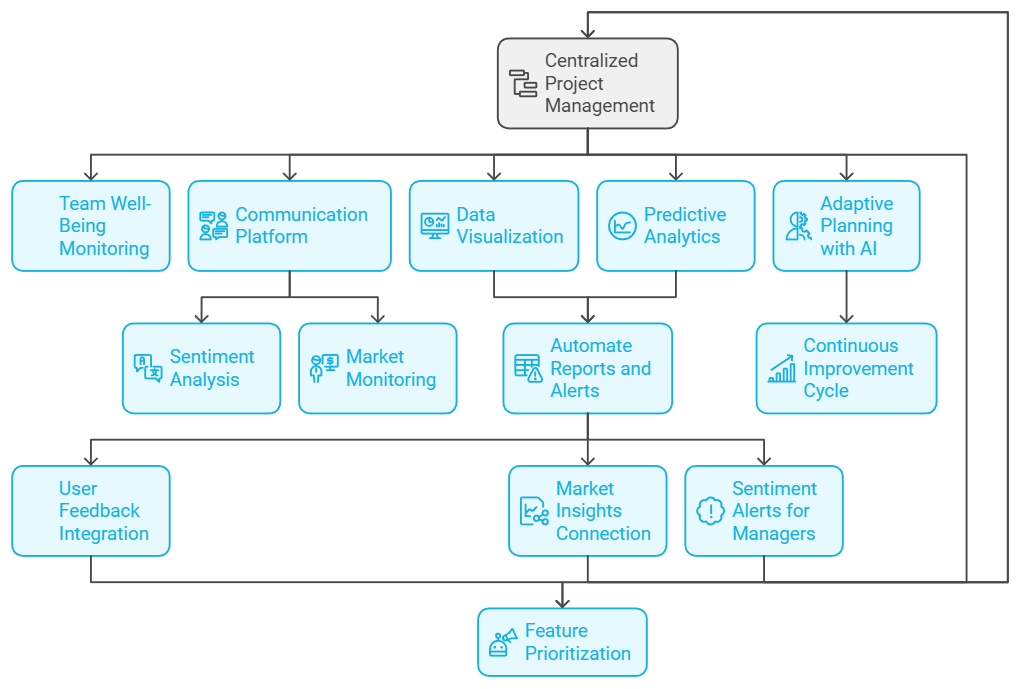 Centralized
Project
Management
Team Well-
Being
Monitoring
Communication
Platform
Data
Visualization
Predictive
Analytics
Adaptive
Planning
with AI
Sentiment
Analysis
Market
Monitoring
Automate
Reports and
Alerts
Continuous
Improvement
Cycle
User
Feedback
Integration
Market
Insights
Connection
Sentiment
Alerts for
Managers
Feature
Prioritization